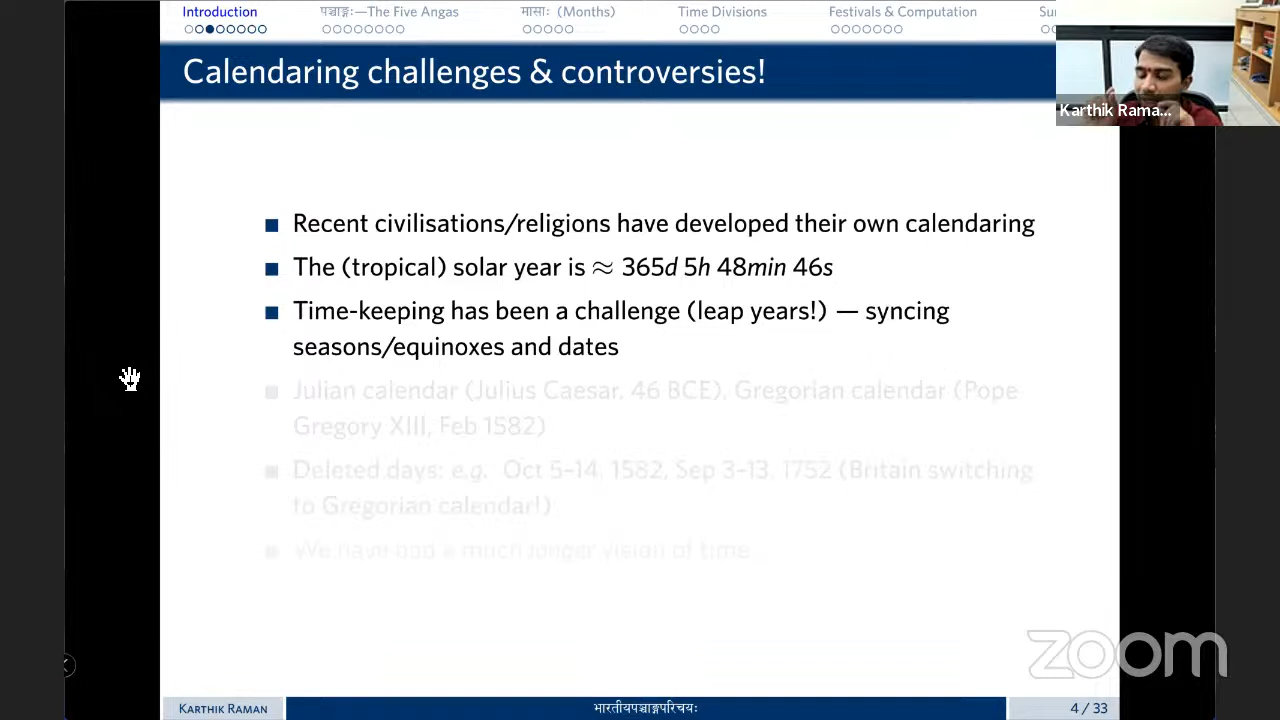 Introduction
पञ्चाङ्गः—The Five Angas
मासाः (Months)
Time Divisions
Festivals & Computation
Su
Calendaring challenges & controversies!
Karthik Rama...
Recent civilisations/religions have developed their own calendaring
The (tropical) solar year is ≈ 365d 5h 48min 46s
Time-keeping has been a challenge (leap years!) — syncing
seasons/equinoxes and dates
Julian calendar (Julius Caesar, 46 BCE), Gregorian calendar (Pope
Gregory XIII, Feb 1582)
Deleted days: e.g. Oct 5–14, 1582, Sep 3–13, 1752 (Britain switching
to Gregorian calendar!)
We have had a much longer vision of time...
zoom
KARTHIK RAMAN
भारतीयपञ्चाङ्गपरिचयः
4 / 33